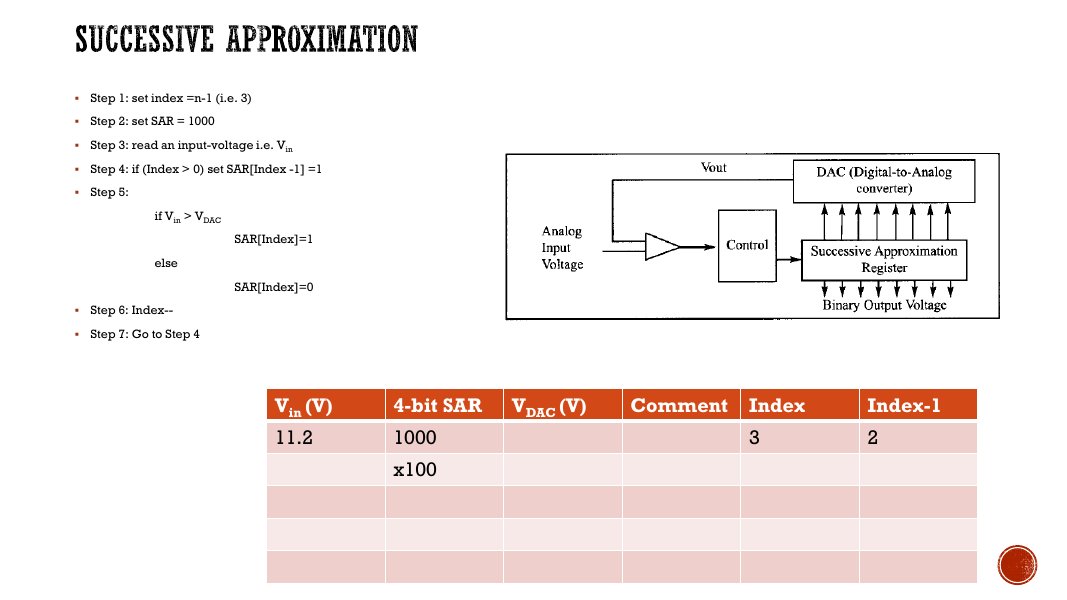 SUCCESSIVE APPROXIMATION
▪ Step 1: set index =n-1 (i.e. 3)
▪ Step 2: set SAR = 1000
▪ Step 3: read an input-voltage i.e. Vin
▪ Step 4: if (Index > 0) set SAR[Index -1] =1
▪ Step 5:
if Vin > VDAC
SAR[Index]=1
else
SAR[Index]=0
▪ Step 6: Index--
▪ Step 7: Go to Step 4
Vout
DAC (Digital-to-Analog
converter)
Analog
Input
Voltage
Control
Successive Approximation
Register
Binary Output Voltage
Vin (V) 4-bit SAR VDAC (V) Comment Index Index-1
11.2 1000 3 2
x100